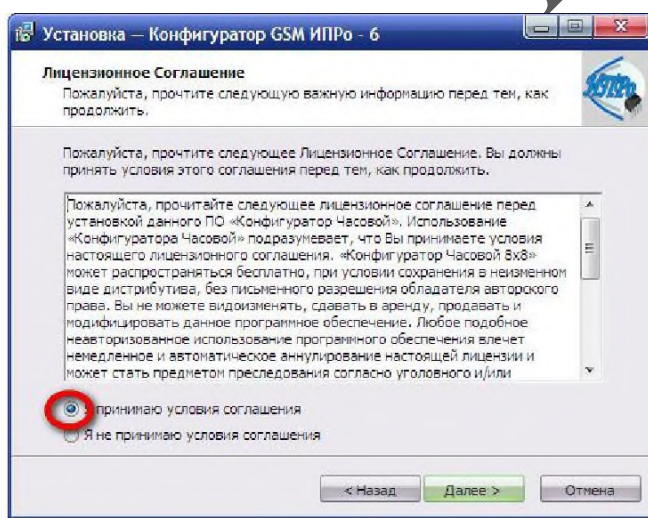 Установка — Конфигуратор GSM ИПРо - 6
Лицензионное Соглашение
Пожалуйста, прочтите следующую важную информацию перед тем, как
продолжить.
ИПРо
Пожалуйста, прочтите следующее Лицензионное Соглашение. Вы должны
принять условия этого соглашения перед тем, как продолжить.
Пожалуйста, прочитайте следующее лицензионное соглашение перед
установкой данного ПО «Конфигуратор Часовой». Использование
«Конфигуратора Часовой» подразумевает, что Вы принимаете условия
настоящего лицензионного соглашения. «Конфигуратор Часовой 8x8»
может распространяться бесплатно, при условии сохранения в неизменном
виде дистрибутива, без письменного разрешения обладателя авторского
права. Вы не можете видоизменять, сдавать в аренду, продавать и
модифицировать данное программное обеспечение. Любое подобное
неавторизованное использование программного обеспечения влечет
немедленное и автоматическое аннулирование настоящей лицензии и
может стать предметом преследования согласно уголовного и/или
Я принимаю условия соглашения
Я не принимаю условия соглашения
< Назад
Далее >
Отмена